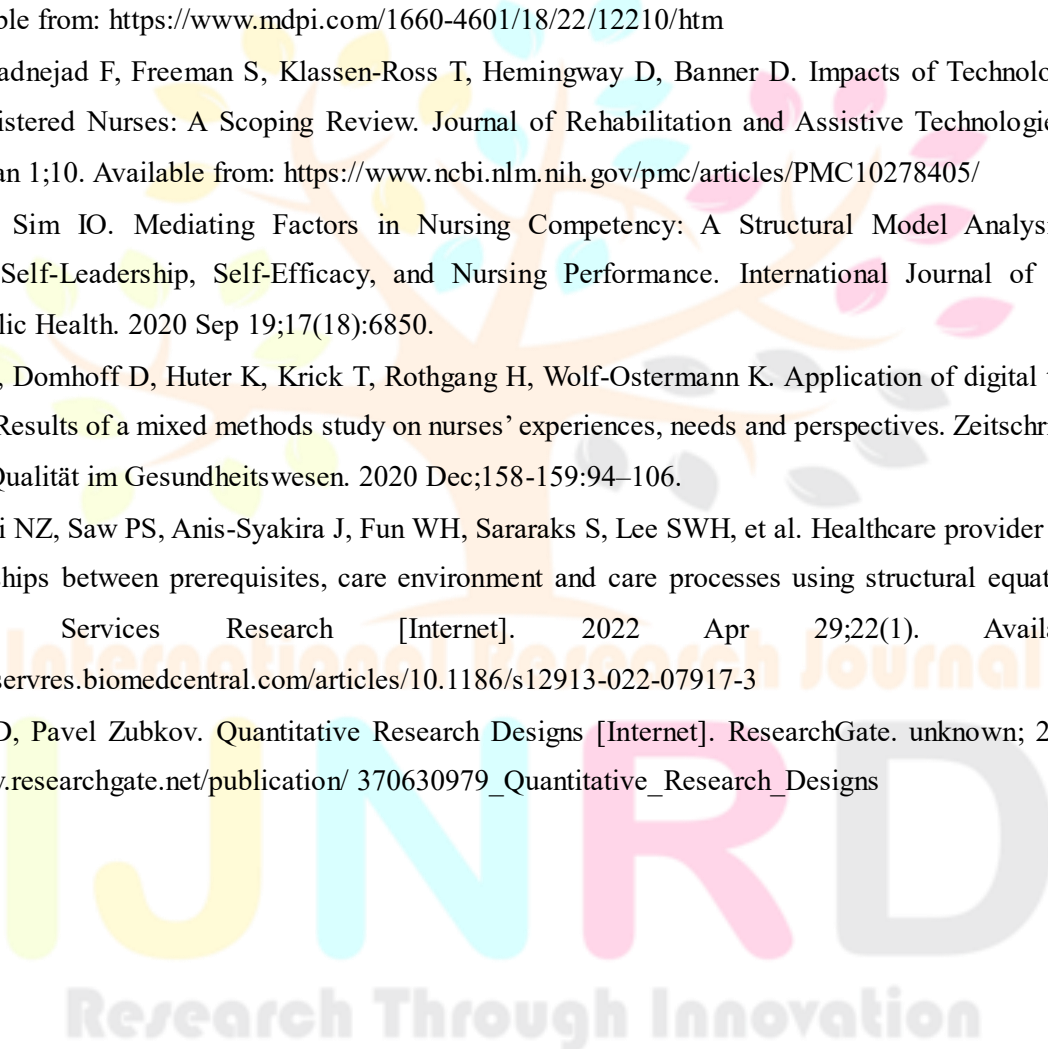 ble from: https://www.mdpi.com/1660-4601/18/22/12210/htm
adnejad F, Freeman S, Klassen-Ross T, Hemingway D, Banner D. Impacts of Technolo
istered Nurses: A Scoping Review. Journal of Rehabilitation and Assistive Technologie
an 1;10. Available from: https://www.ncbi.nlm.nih.gov/pmc/articles/PMC10278405/
Sim IO. Mediating Factors in Nursing Competency: A Structural Model Analysi
Self-Leadership, Self-Efficacy, and Nursing Performance. International Journal of
lic Health. 2020 Sep 19;17(18):6850.
, Domhoff D, Huter K, Krick T, Rothgang H, Wolf-Ostermann K. Application of digital
Results of a mixed methods study on nurses’ experiences, needs and perspectives. Zeitschri
Qualität im Gesundheitswesen. 2020 Dec;158-159:94–106.
i NZ, Saw PS, Anis-Syakira J, Fun WH, Sararaks S, Lee SWH, et al. Healthcare provider
hips between prerequisites, care environment and care processes using structural equat
Services Research [Internet]. 2022 Apr 29;22(1). Avail
International Research Journal
servres.biomedcentral.com/articles/10.1186/s12913-022-07917-3
D, Pavel Zubkov. Quantitative Research Designs [Internet]. ResearchGate. unknown; 2
.researchgate.net/publication/ 370630979_Quantitative_Research_Designs
IJNRD
Research Through Innovation